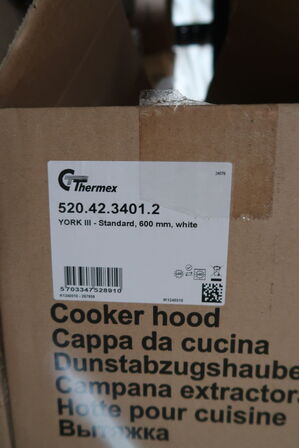 Thermex
24076
520.42.3401.2
YORK III - Standard, 600 mm, white
5703347528910
Cooker hood
Cappa da cucina
Dunstabzugshaube
Campana extractora
Hotte pour cuisine
Вытяжка